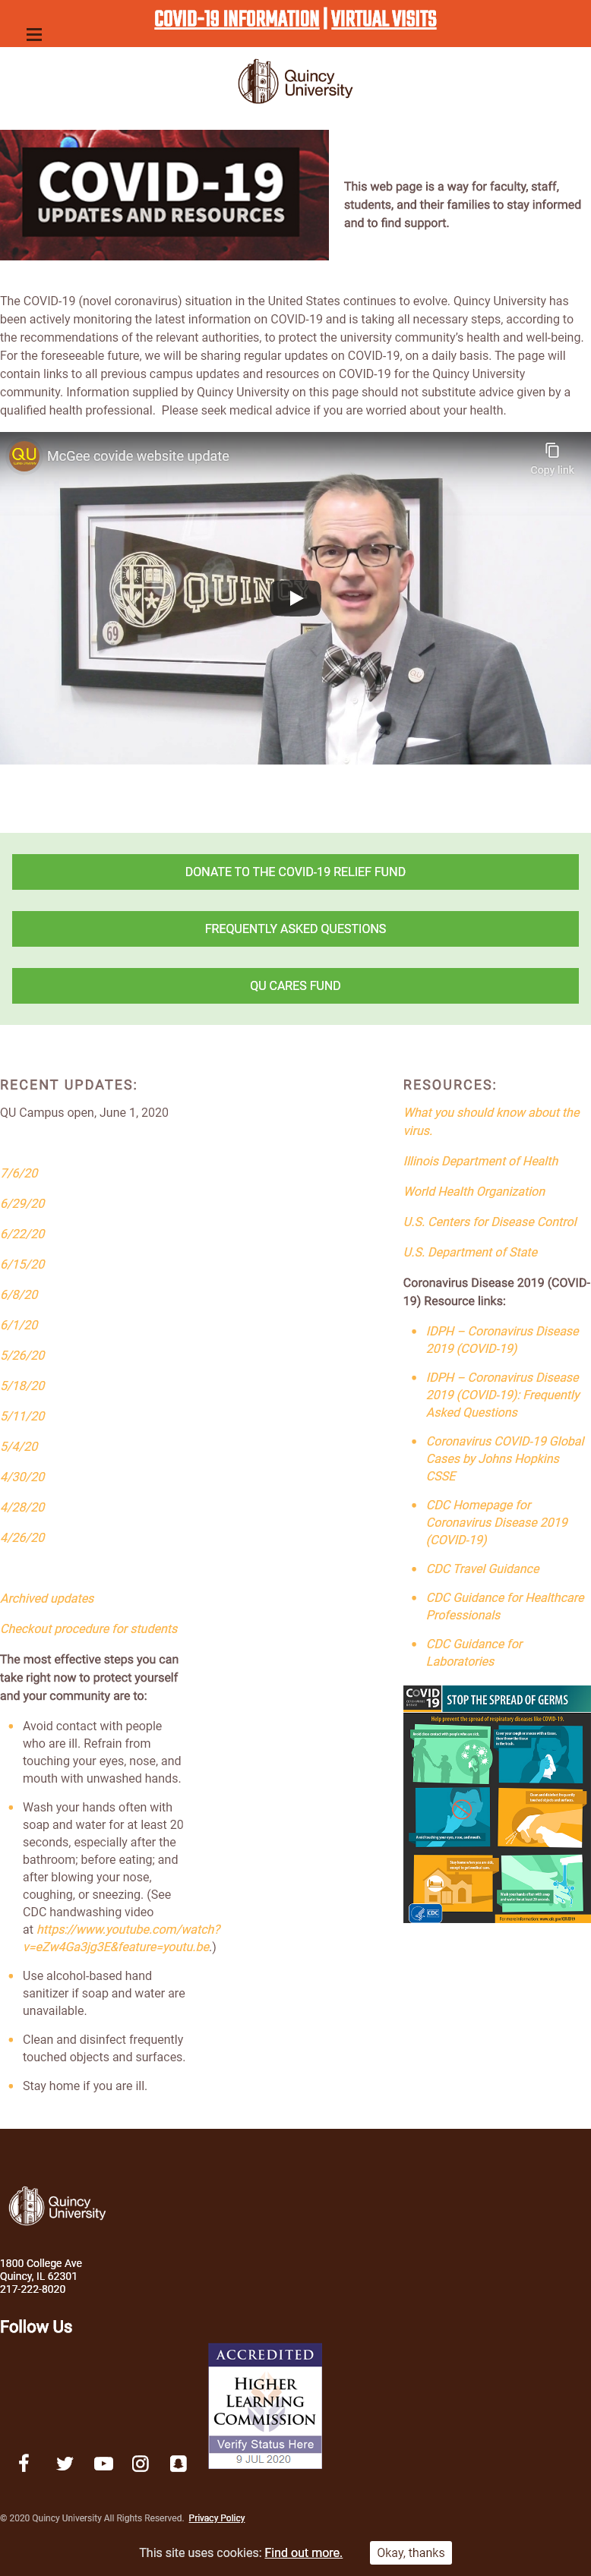 COVID-19 INFORMATION | VIRTUAL VISITS
Quincy
University
COVID-19
UPDATES AND RESOURCES
This web page is a way for faculty, staff,
students, and their families to stay informed
and to find support.
The COVID-19 (novel coronavirus) situation in the United States continues to evolve. Quincy University has
been actively monitoring the latest information on COVID-19 and is taking all necessary steps, according to
the recommendations of the relevant authorities, to protect the university community's health and well-being.
For the foreseeable future, we will be sharing regular updates on COVID-19, on a daily basis. The page will
contain links to all previous campus updates and resources on COVID-19 for the Quincy University
community. Information supplied by Quincy University on this page should not substitute advice given by a
qualified health professional.  Please seek medical advice if you are worried about your health.
QU
McGee covide website update
Copy link
QUINCY
69
DONATE TO THE COVID-19 RELIEF FUND
FREQUENTLY ASKED QUESTIONS
QU CARES FUND
RECENT UPDATES:
QU Campus open, June 1, 2020
7/6/20
6/29/20
6/22/20
6/15/20
6/8/20
6/1/20
5/26/20
5/18/20
5/11/20
5/4/20
4/30/20
4/28/20
4/26/20
Archived updates
Checkout procedure for students
The most effective steps you can
take right now to protect yourself
and your community are to:
Avoid contact with people
who are ill. Refrain from
touching your eyes, nose, and
mouth with unwashed hands.
Wash your hands often with
soap and water for at least 20
seconds, especially after the
bathroom; before eating; and
after blowing your nose,
coughing, or sneezing. (See
CDC handwashing video
at https://www.youtube.com/watch?
v=eZw4Ga3jg3E&feature=youtu.be.)
Use alcohol-based hand
sanitizer if soap and water are
unavailable.
Clean and disinfect frequently
touched objects and surfaces.
Stay home if you are ill.
RESOURCES:
What you should know about the
virus.
Illinois Department of Health
World Health Organization
U.S. Centers for Disease Control
U.S. Department of State
Coronavirus Disease 2019 (COVID-
19) Resource links:
IDPH – Coronavirus Disease
2019 (COVID-19)
IDPH – Coronavirus Disease
2019 (COVID-19): Frequently
Asked Questions
Coronavirus COVID-19 Global
Cases by Johns Hopkins
CSSE
CDC Homepage for
Coronavirus Disease 2019
(COVID-19)
CDC Travel Guidance
CDC Guidance for Healthcare
Professionals
CDC Guidance for
Laboratories
COVID
19
STOP THE SPREAD OF GERMS
Help prevent the spread of respiratory diseases like COVID-19.
CDC
Quincy
University
1800 College Ave
Quincy, IL 62301
217-222-8020
Follow Us
ACCREDITED
HIGHER
LEARNING
COMMISSION
Verify Status Here
9 JUL 2020
© 2020 Quincy University All Rights Reserved.  Privacy Policy
This site uses cookies: Find out more.
Okay, thanks